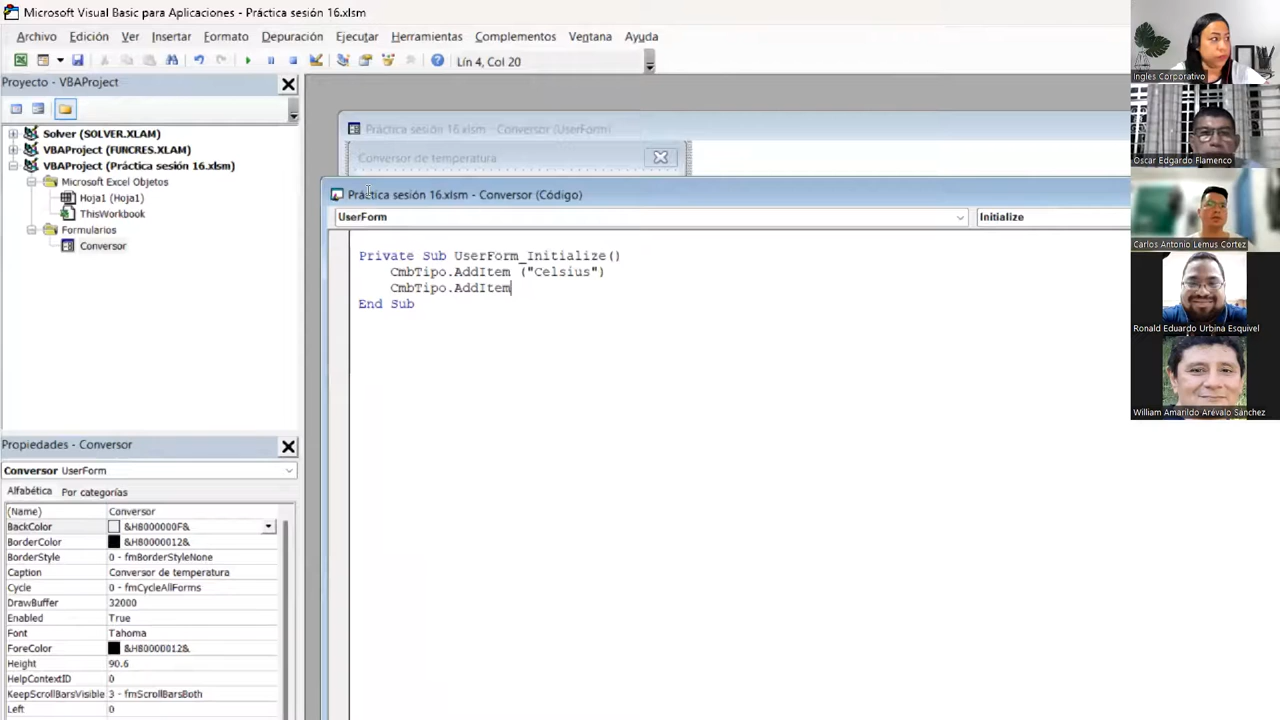 Microsoft Visual Basic para Aplicaciones - Práctica sesión 16.xlsm
Archivo Edición Ver Insertar Formato Depuración Ejecutar Herramientas Complementos Ventana Ayuda
Lín 4, Col 20
Proyecto - VBAProject
Solver (SOLVER.XLAM)
VBAProject (FUNCRES.XLAM)
VBAProject (Práctica sesión 16.xlsm)
Microsoft Excel Objetos
Hoja1 (Hoja1)
ThisWorkbook
Formularios
Conversor
Práctica sesión 16.xlsm - Conversor (UserForm)
Conversor de temperatura
Práctica sesión 16.xlsm - Conversor (Código)
UserForm
Initialize
Private Sub UserForm_Initialize()
CmbTipo.AddItem ("Celsius")
CmbTipo.AddItem
End Sub
Propiedades - Conversor
Conversor UserForm
Alfabética Por categorías
(Name) Conversor
BackColor &H8000000F&
BorderColor &H80000012&
BorderStyle 0 - fmBorderStyleNone
Caption Conversor de temperatura
Cycle 0 - fmCycleAllForms
DrawBuffer 32000
Enabled True
Font Tahoma
ForeColor &H80000012&
Height 90.6
HelpContextID 0
KeepScrollBarsVisible 3 - fmScrollBarsBoth
Left 0
Ingles Corporativo
Oscar Edgardo Flamenco
Carlos Antonio Lemus Cortez
Ronald Eduardo Urbina Esquivel
William Amarildo Arévalo Sánchez